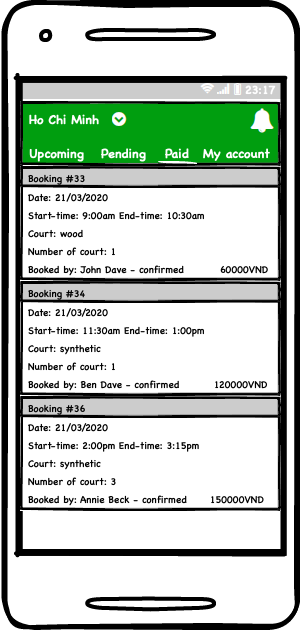 23:17
Ho Chi Minh
Upcoming Pending Paid My account
Booking #33
Date: 21/03/2020
Start-time: 9:00am End-time: 10:30am
Court: wood
Number of court: 1
Booked by: John Dave - confirmed 60000VND
Booking #34
Date: 21/03/2020
Start-time: 11:30am End-time: 1:00pm
Court: synthetic
Number of court: 1
Booked by: Ben Dave - confirmed 120000VND
Booking #36
Date: 21/03/2020
Start-time: 2:00pm End-time: 3:15pm
Court: synthetic
Number of court: 3
Booked by: Annie Beck - confirmed 150000VND